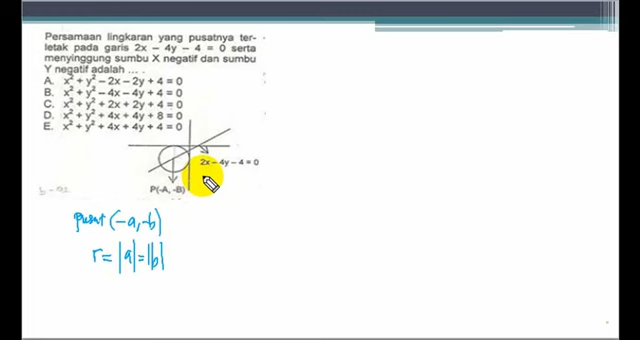 Persamaan lingkaran yang pusatnya ter-
letak pada garis 2x - 4y - 4 = 0 serta
menyinggung sumbu X negatif dan sumbu
Y negatif adalah ....
A. x² + y² - 2x - 2y + 4 = 0
B. x² + y² - 4x - 4y + 4 = 0
C. x² + y² + 2x + 2y + 4 = 0
D. x² + y² + 4x + 4y + 8 = 0
E. x² + y² + 4x + 4y + 4 = 0
2x - 4y - 4 = 0
P(-A, -B)
pusat (-a, -b)
r = |a| = |b|